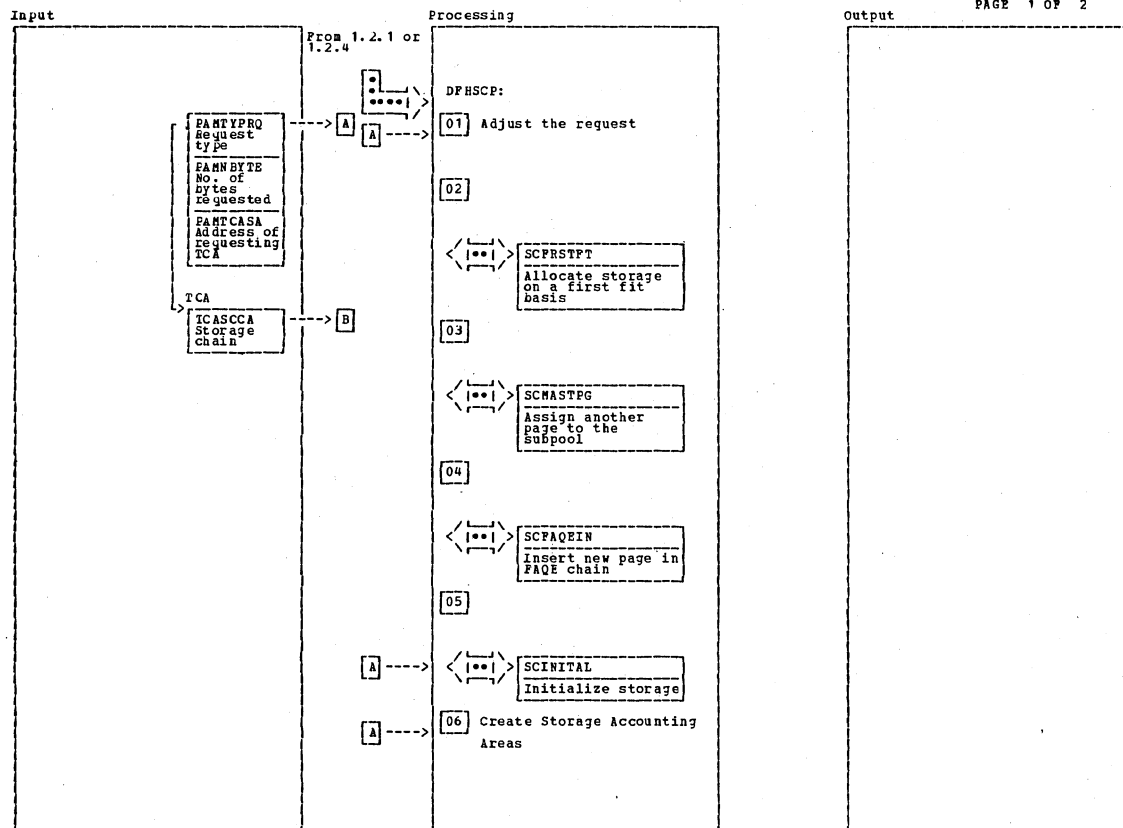 PAGE 1 OF 2
Input
Processing
Output
From 1.2.1 or
1.2.4
DFHSCP:
PAMTYPRQ
Request
type
A
A
01 Adjust the request
PAMNBYTE
No. of
bytes
requested
02
PAMTCASA
Address of
requesting
TCA
SCFRSTFT
Allocate storage
on a first fit
basis
TCA
TCASCCA
Storage
chain
B
03
SCMASTPG
Assign another
page to the
subpool
04
SCFAQEIN
Insert new page in
FAQE chain
05
A
SCINITAL
Initialize storage
A
06 Create Storage Accounting
Areas